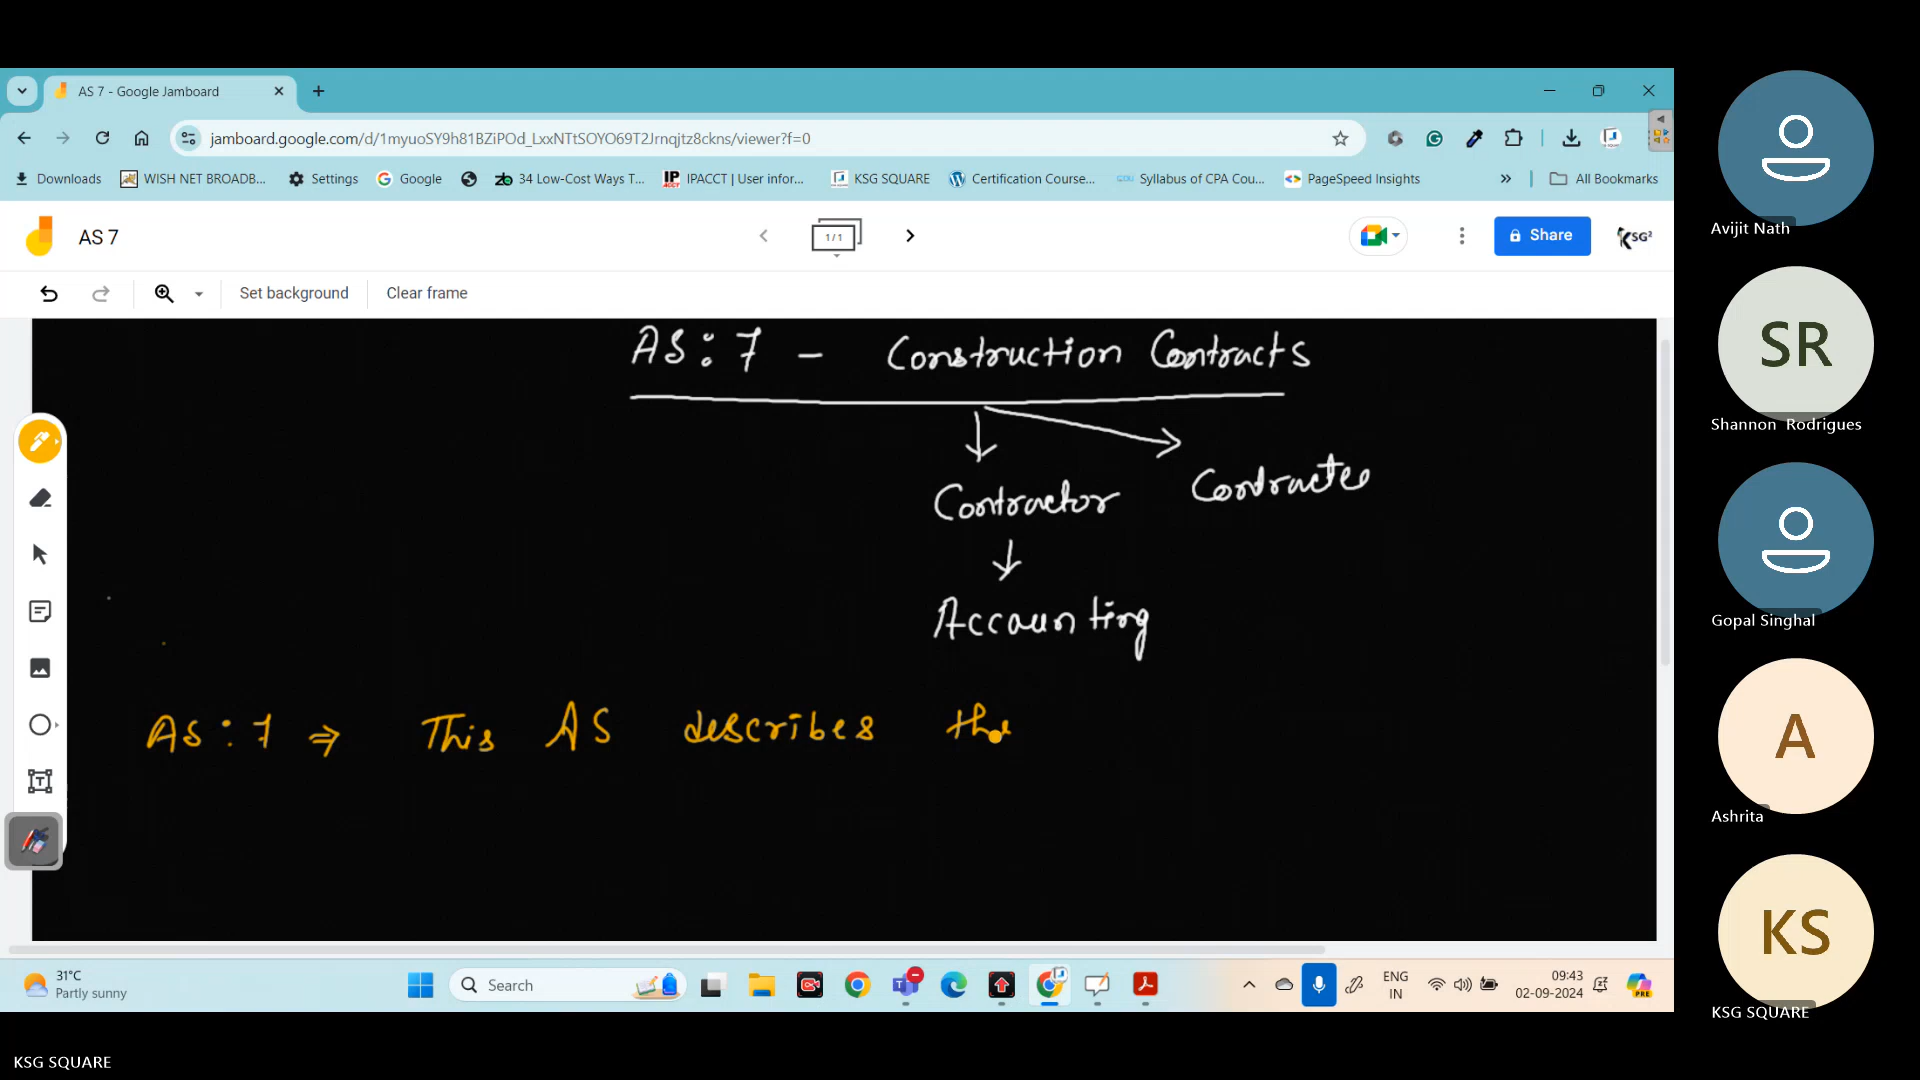 AS 7 - Google Jamboard
jamboard.google.com/d/1myuoSY9h81BZiPOd_LxxNTtSOYO69T2Jrnqjtz8ckns/viewer?f=0
Downloads WISH NET BROADB... Settings Google 34 Low-Cost Ways T... IPACCT | User infor... KSG SQUARE Certification Course... Syllabus of CPA Cou... PageSpeed Insights » All Bookmarks
AS 7 1 / 1 Share KSG²
Set background Clear frame
AS: 7 - Construction Contracts
Contractor Contractee
Accounting
AS: 7 ⇒ This AS describes the
31°C
Partly sunny
Search
ENG
IN
09:43
02-09-2024
PRE
Avijit Nath
SR
Shannon Rodrigues
Gopal Singhal
A
Ashrita
KS
KSG SQUARE
KSG SQUARE